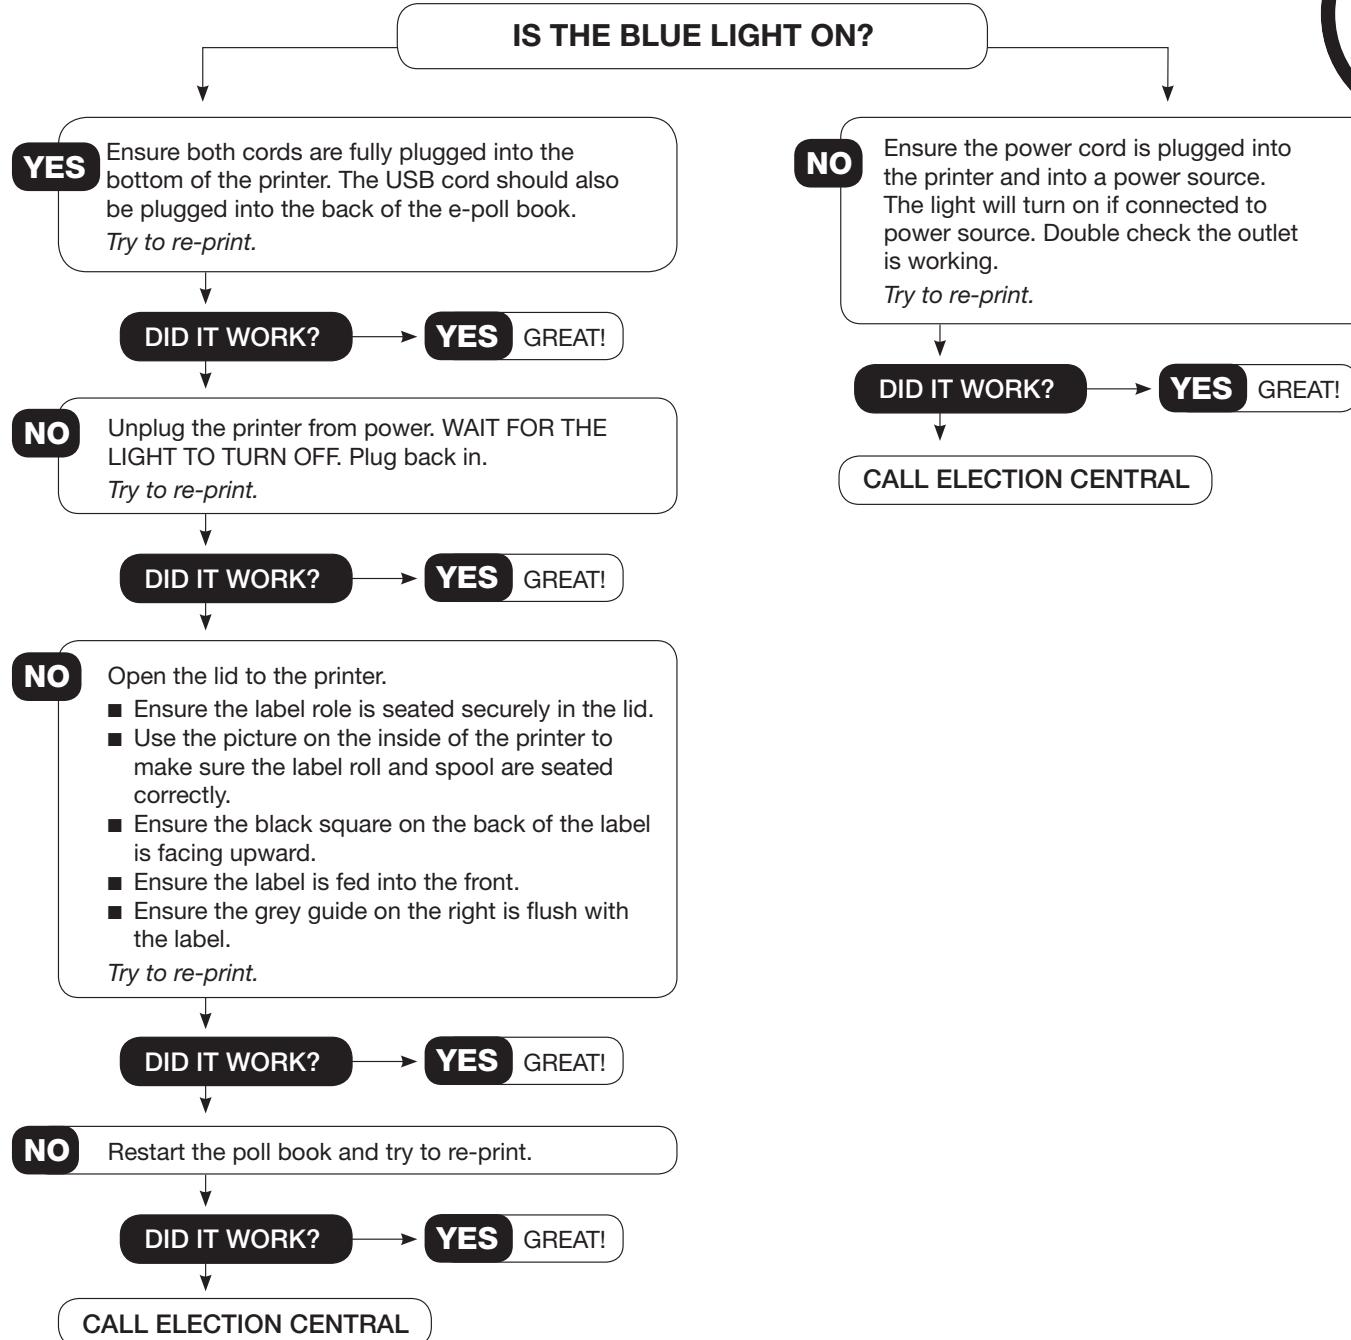 IS THE BLUE LIGHT ON?
YES
Ensure both cords are fully plugged into the
bottom of the printer. The USB cord should also
be plugged into the back of the e-poll book.
Try to re-print.
DID IT WORK?
YES GREAT!
NO
Unplug the printer from power. WAIT FOR THE
LIGHT TO TURN OFF. Plug back in.
Try to re-print.
DID IT WORK?
YES GREAT!
NO
Open the lid to the printer.
■ Ensure the label role is seated securely in the lid.
■ Use the picture on the inside of the printer to
make sure the label roll and spool are seated
correctly.
■ Ensure the black square on the back of the label
is facing upward.
■ Ensure the label is fed into the front.
■ Ensure the grey guide on the right is flush with
the label.
Try to re-print.
DID IT WORK?
YES GREAT!
NO
Restart the poll book and try to re-print.
DID IT WORK?
YES GREAT!
CALL ELECTION CENTRAL
NO
Ensure the power cord is plugged into
the printer and into a power source.
The light will turn on if connected to
power source. Double check the outlet
is working.
Try to re-print.
DID IT WORK?
YES GREAT!
CALL ELECTION CENTRAL